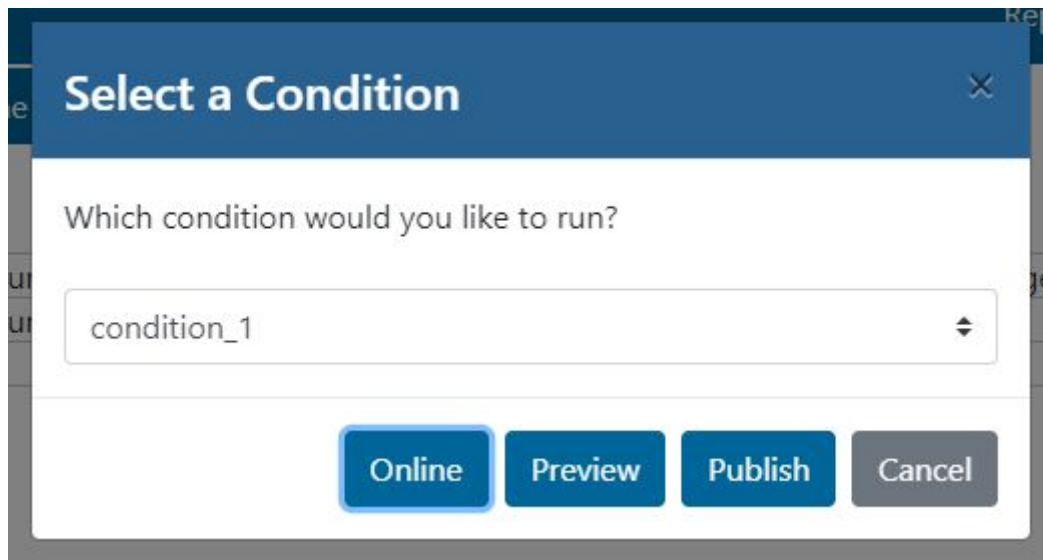 Select a Condition
×
Which condition would you like to run?
condition_1
Online Preview Publish Cancel